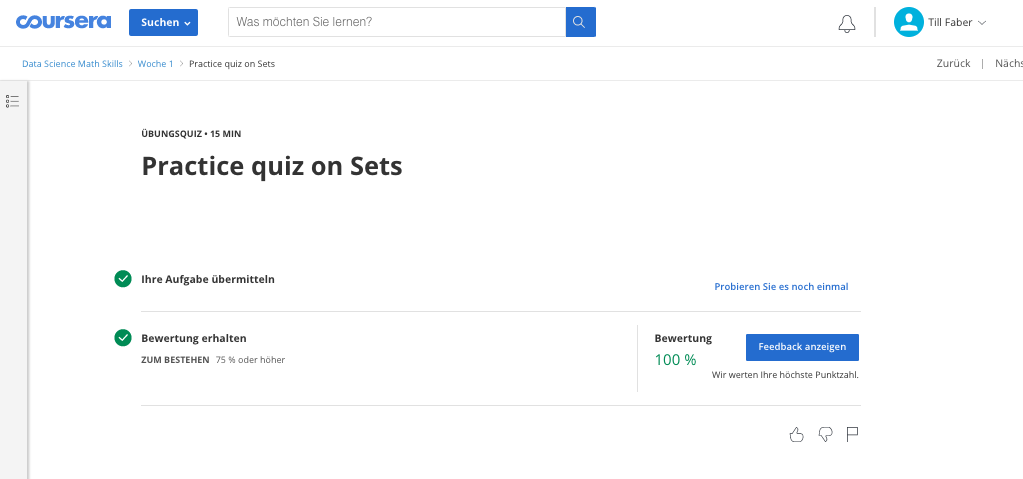 coursera Suchen Was möchten Sie lernen? Till Faber
Data Science Math Skills > Woche 1 > Practice quiz on Sets Zurück | Nächs
ÜBUNGSQUIZ • 15 MIN
Practice quiz on Sets
Ihre Aufgabe übermitteln
Probieren Sie es noch einmal
Bewertung erhalten
ZUM BESTEHEN 75 % oder höher
Bewertung
100 %
Feedback anzeigen
Wir werten Ihre höchste Punktzahl.